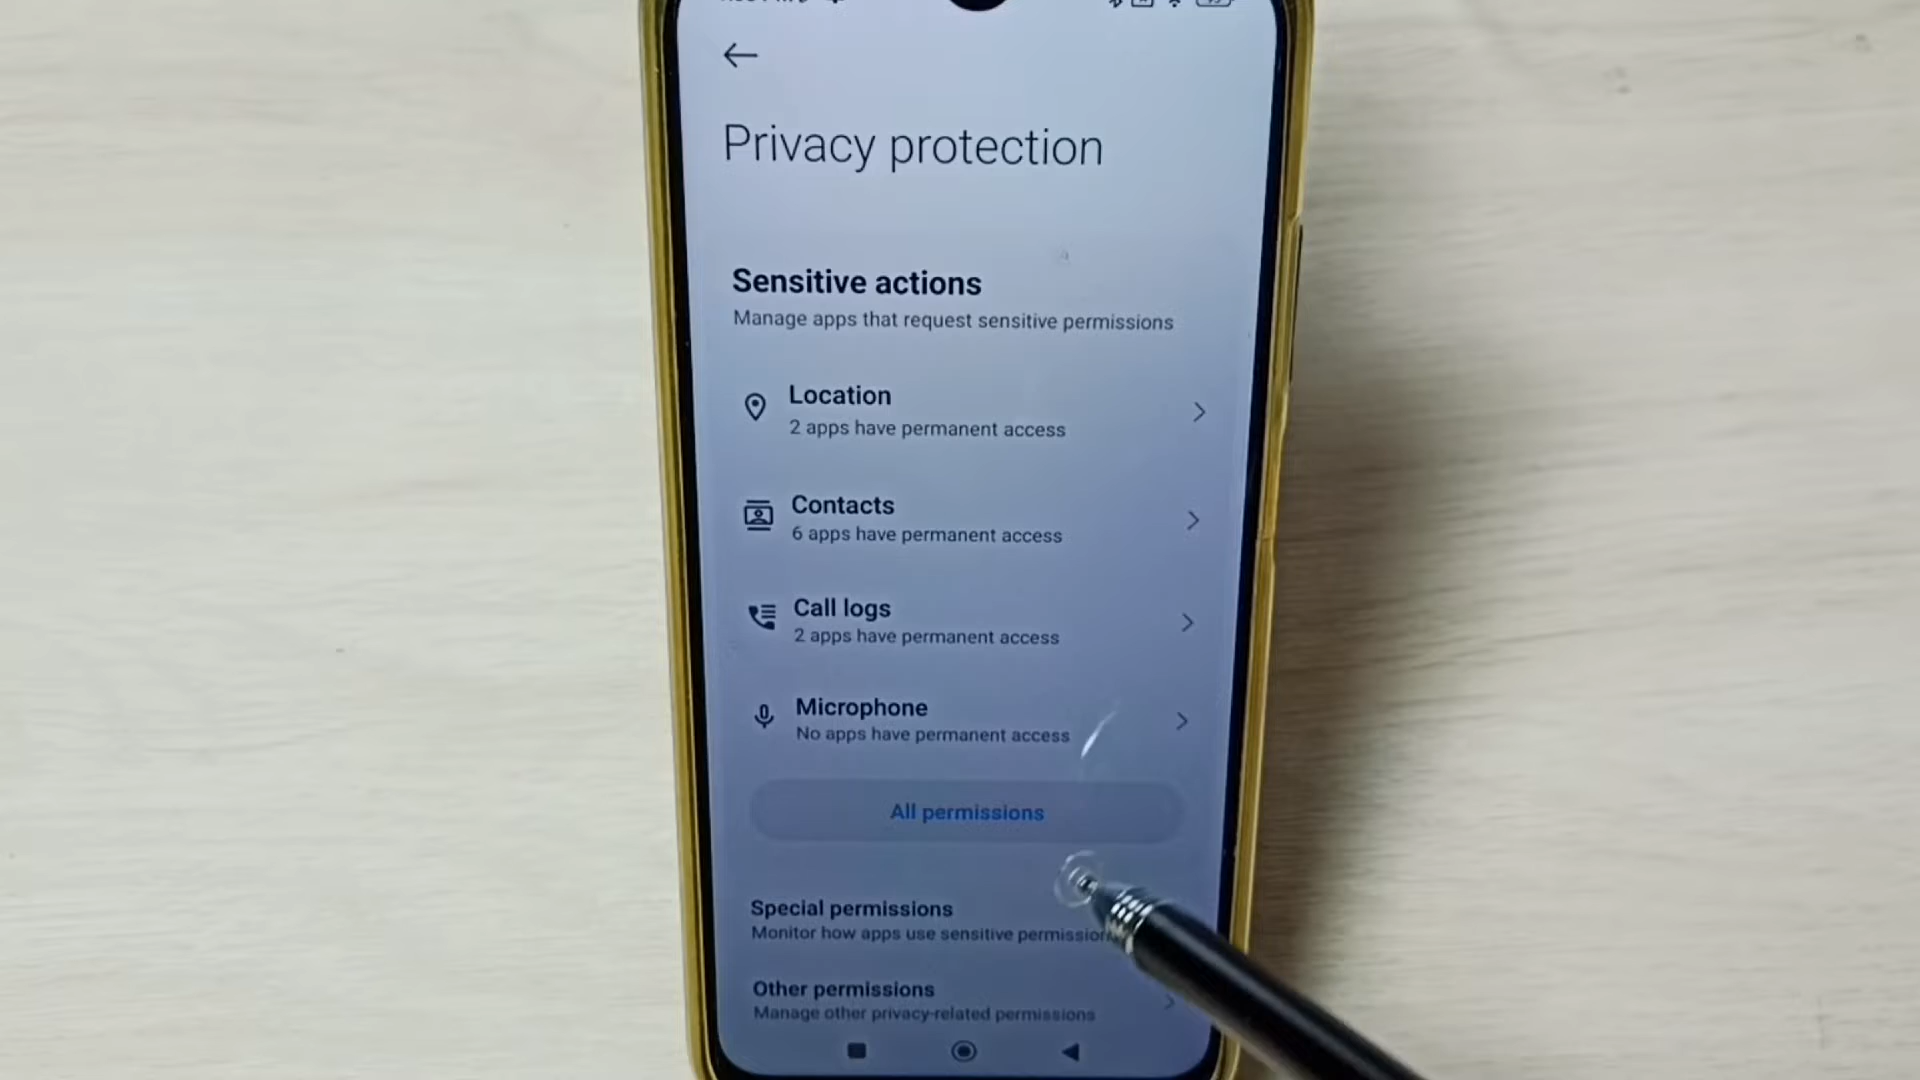 Privacy protection
Sensitive actions
Manage apps that request sensitive permissions
Location
2 apps have permanent access
Contacts
6 apps have permanent access
Call logs
2 apps have permanent access
Microphone
No apps have permanent access
All permissions
Special permissions
Monitor how apps use sensitive permission
Other permissions
Manage other privacy-related permissions